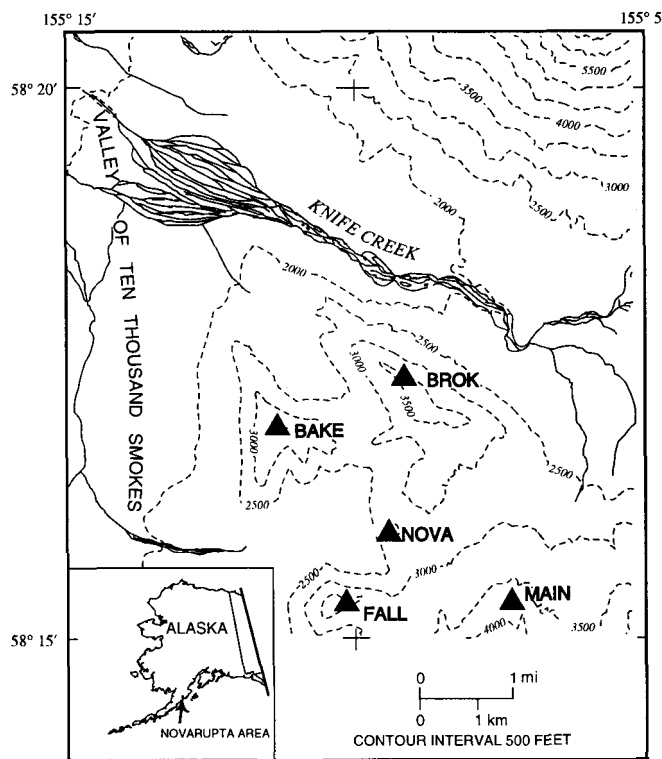 155° 15'
155° 5
58° 20'
5500
3500
4000
3000
2500
2000
VALLEY OF TEN THOUSAND SMOKES
KNIFE CREEK
2000
2500
3000
BROK
3500
BAKE
3000
2500
2500
NOVA
2500
3000
FALL
MAIN
4000
3500
58° 15'
ALASKA
NOVARUPTA AREA
0 1 mi
0 1 km
CONTOUR INTERVAL 500 FEET